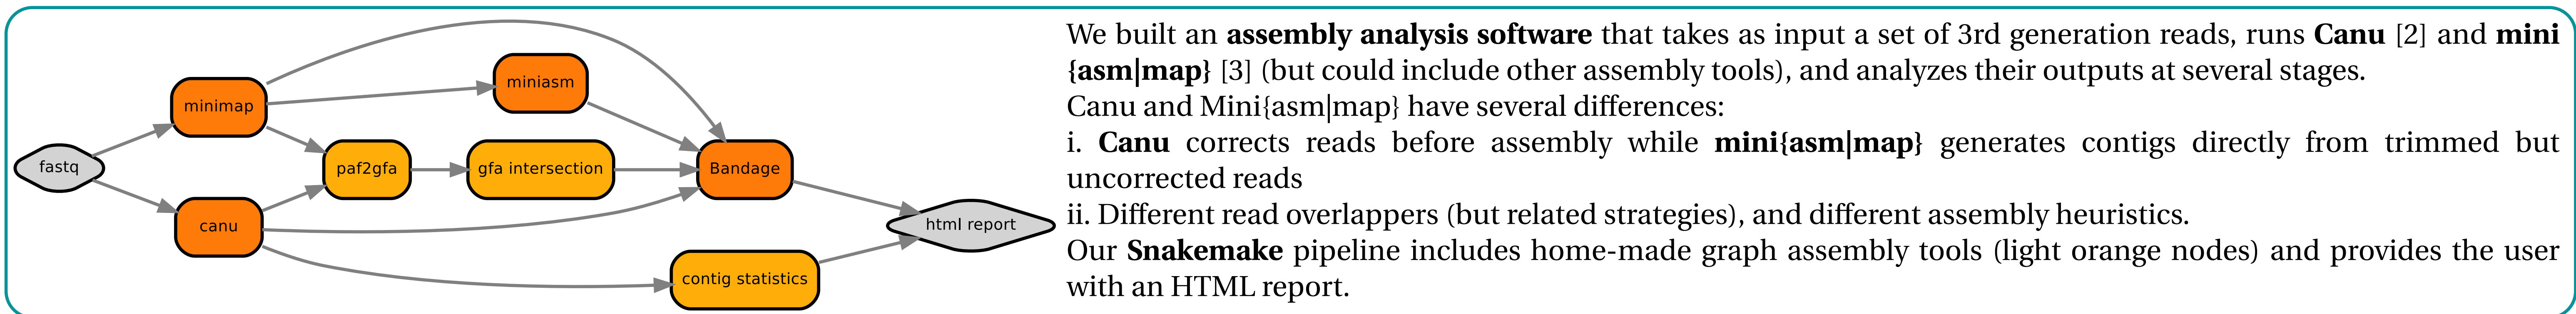 fastq
minimap
canu
miniasm
paf2gfa
gfa intersection
Bandage
contig statistics
html report
We built an assembly analysis software that takes as input a set of 3rd generation reads, runs Canu [2] and mini
{asm|map} [3] (but could include other assembly tools), and analyzes their outputs at several stages.
Canu and Mini{asm|map} have several differences:
i. Canu corrects reads before assembly while mini{asm|map} generates contigs directly from trimmed but
uncorrected reads
ii. Different read overlappers (but related strategies), and different assembly heuristics.
Our Snakemake pipeline includes home-made graph assembly tools (light orange nodes) and provides the user
with an HTML report.